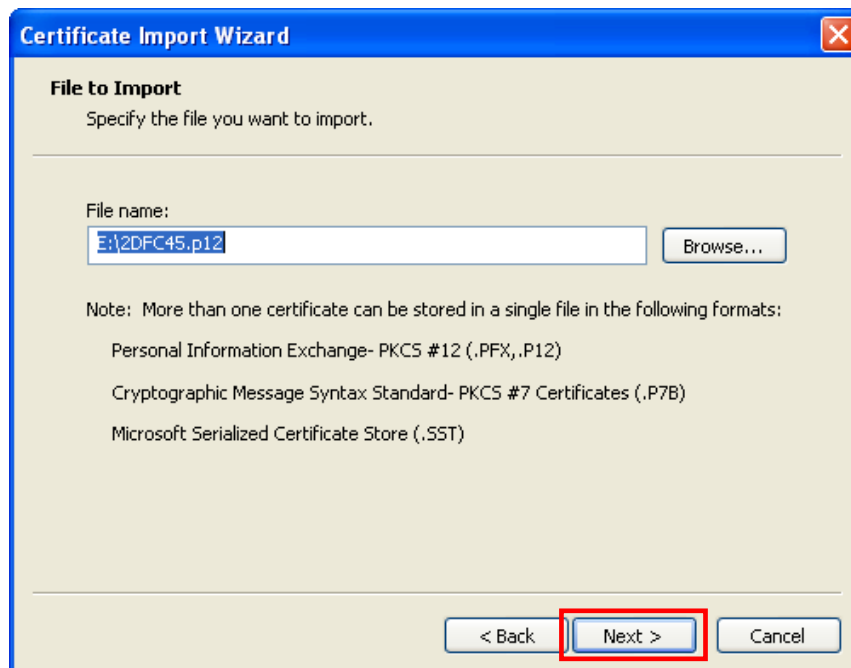 Certificate Import Wizard
File to Import
Specify the file you want to import.
File name:
E:\2DFC45.p12
Browse...
Note:  More than one certificate can be stored in a single file in the following formats:
Personal Information Exchange- PKCS #12 (.PFX,.P12)
Cryptographic Message Syntax Standard- PKCS #7 Certificates (.P7B)
Microsoft Serialized Certificate Store (.SST)
< Back
Next >
Cancel